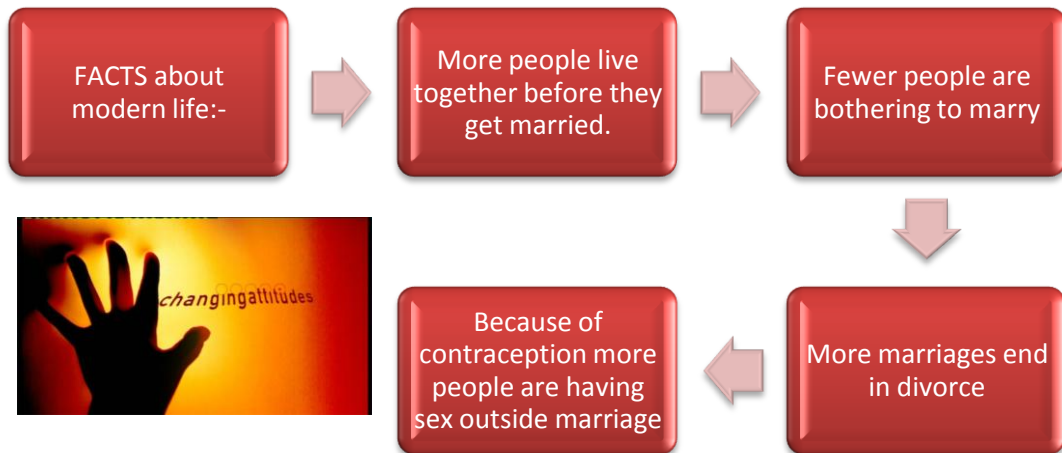 FACTS about
modern life:-
More people live
together before they
get married.
Fewer people are
bothering to marry
More marriages end
in divorce
Because of
contraception more
people are having
sex outside marriage
changingattitudes